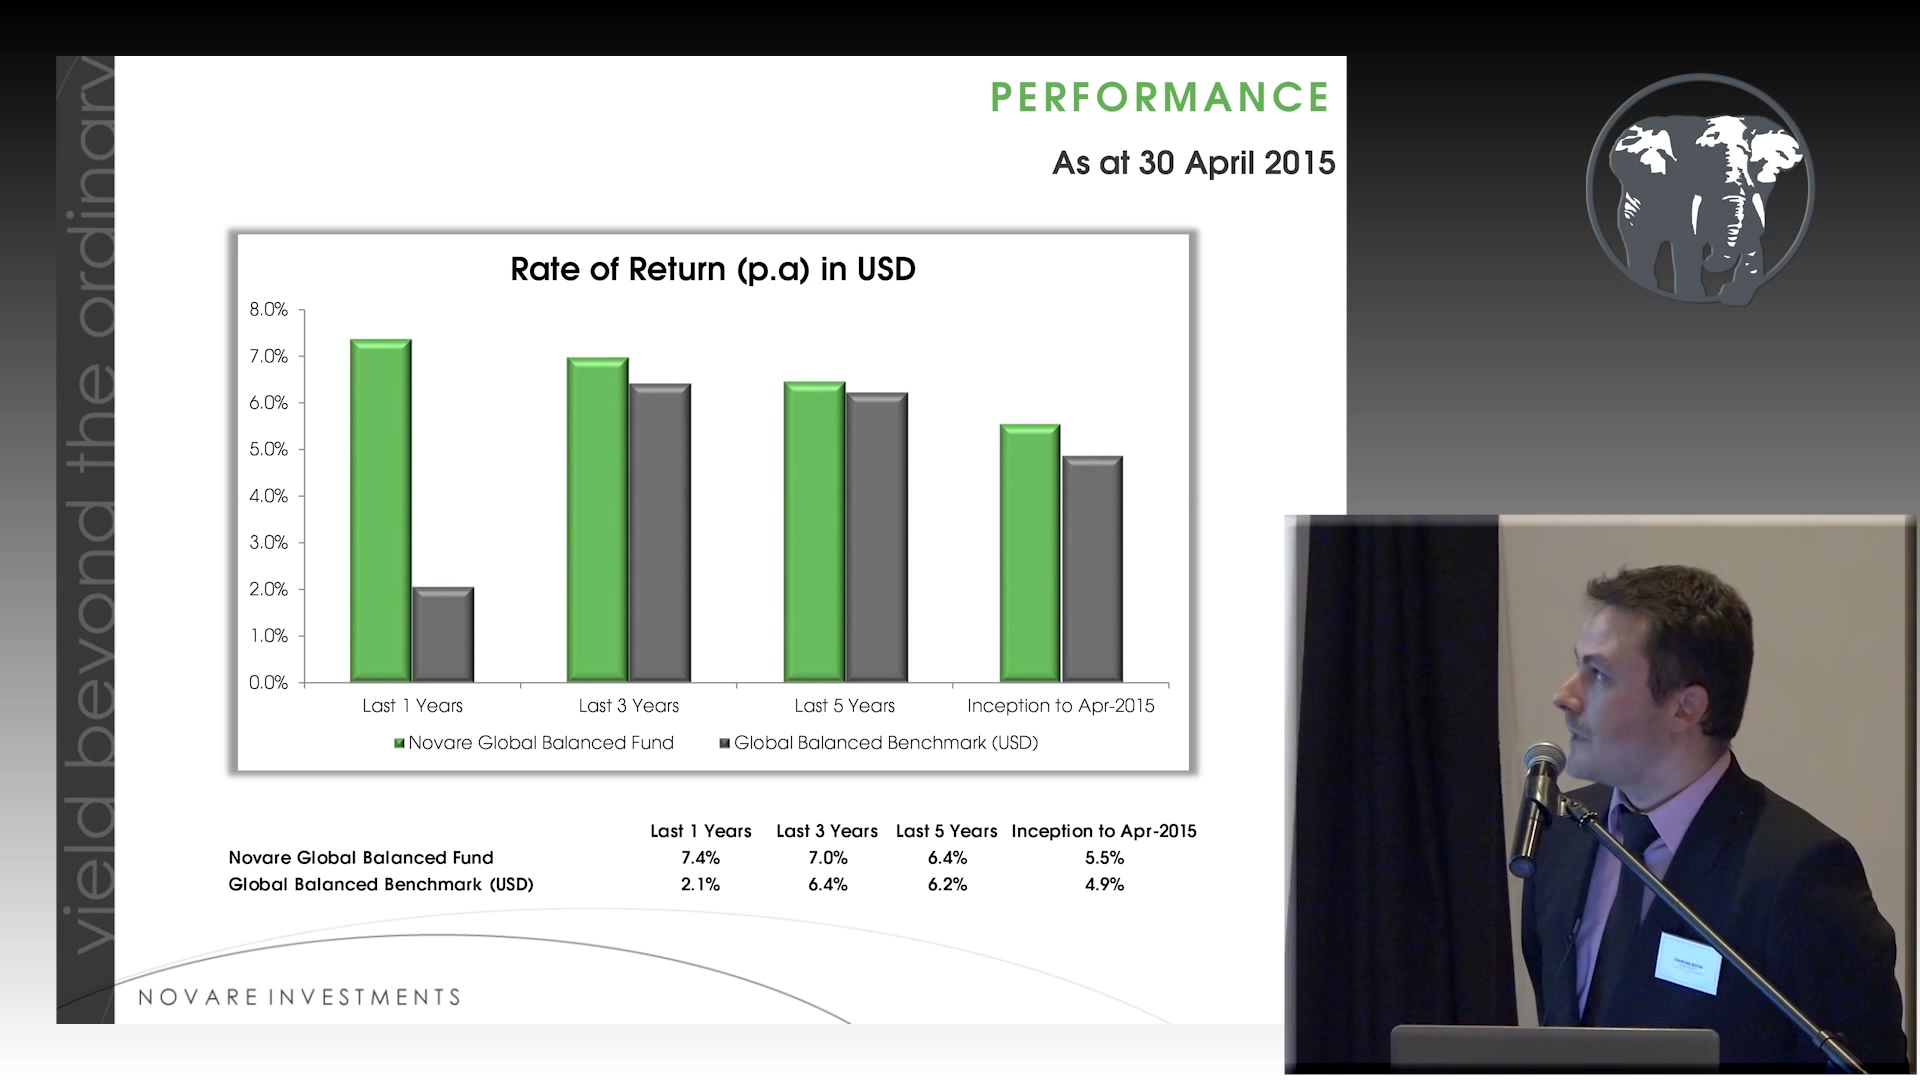 yield beyond the ordinary
PERFORMANCE
As at 30 April 2015
Rate of Return (p.a) in USD
8.0%
7.0%
6.0%
5.0%
4.0%
3.0%
2.0%
1.0%
0.0%
Last 1 Years Last 3 Years Last 5 Years Inception to Apr-2015
Novare Global Balanced Fund Global Balanced Benchmark (USD)
Last 1 Years Last 3 Years Last 5 Years Inception to Apr-2015
Novare Global Balanced Fund 7.4% 7.0% 6.4% 5.5%
Global Balanced Benchmark (USD) 2.1% 6.4% 6.2% 4.9%
NOVARE INVESTMENTS